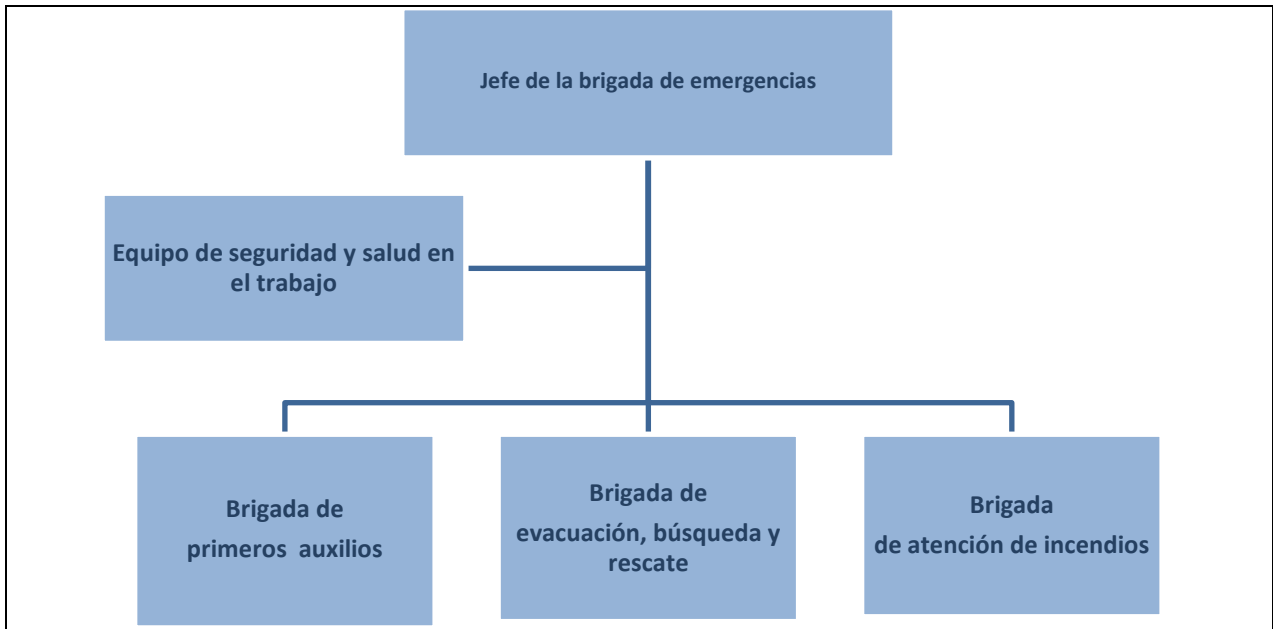 Jefe de la brigada de emergencias
Equipo de seguridad y salud en
el trabajo
Brigada de
primeros auxilios
Brigada de
evacuación, búsqueda y
rescate
Brigada
de atención de incendios